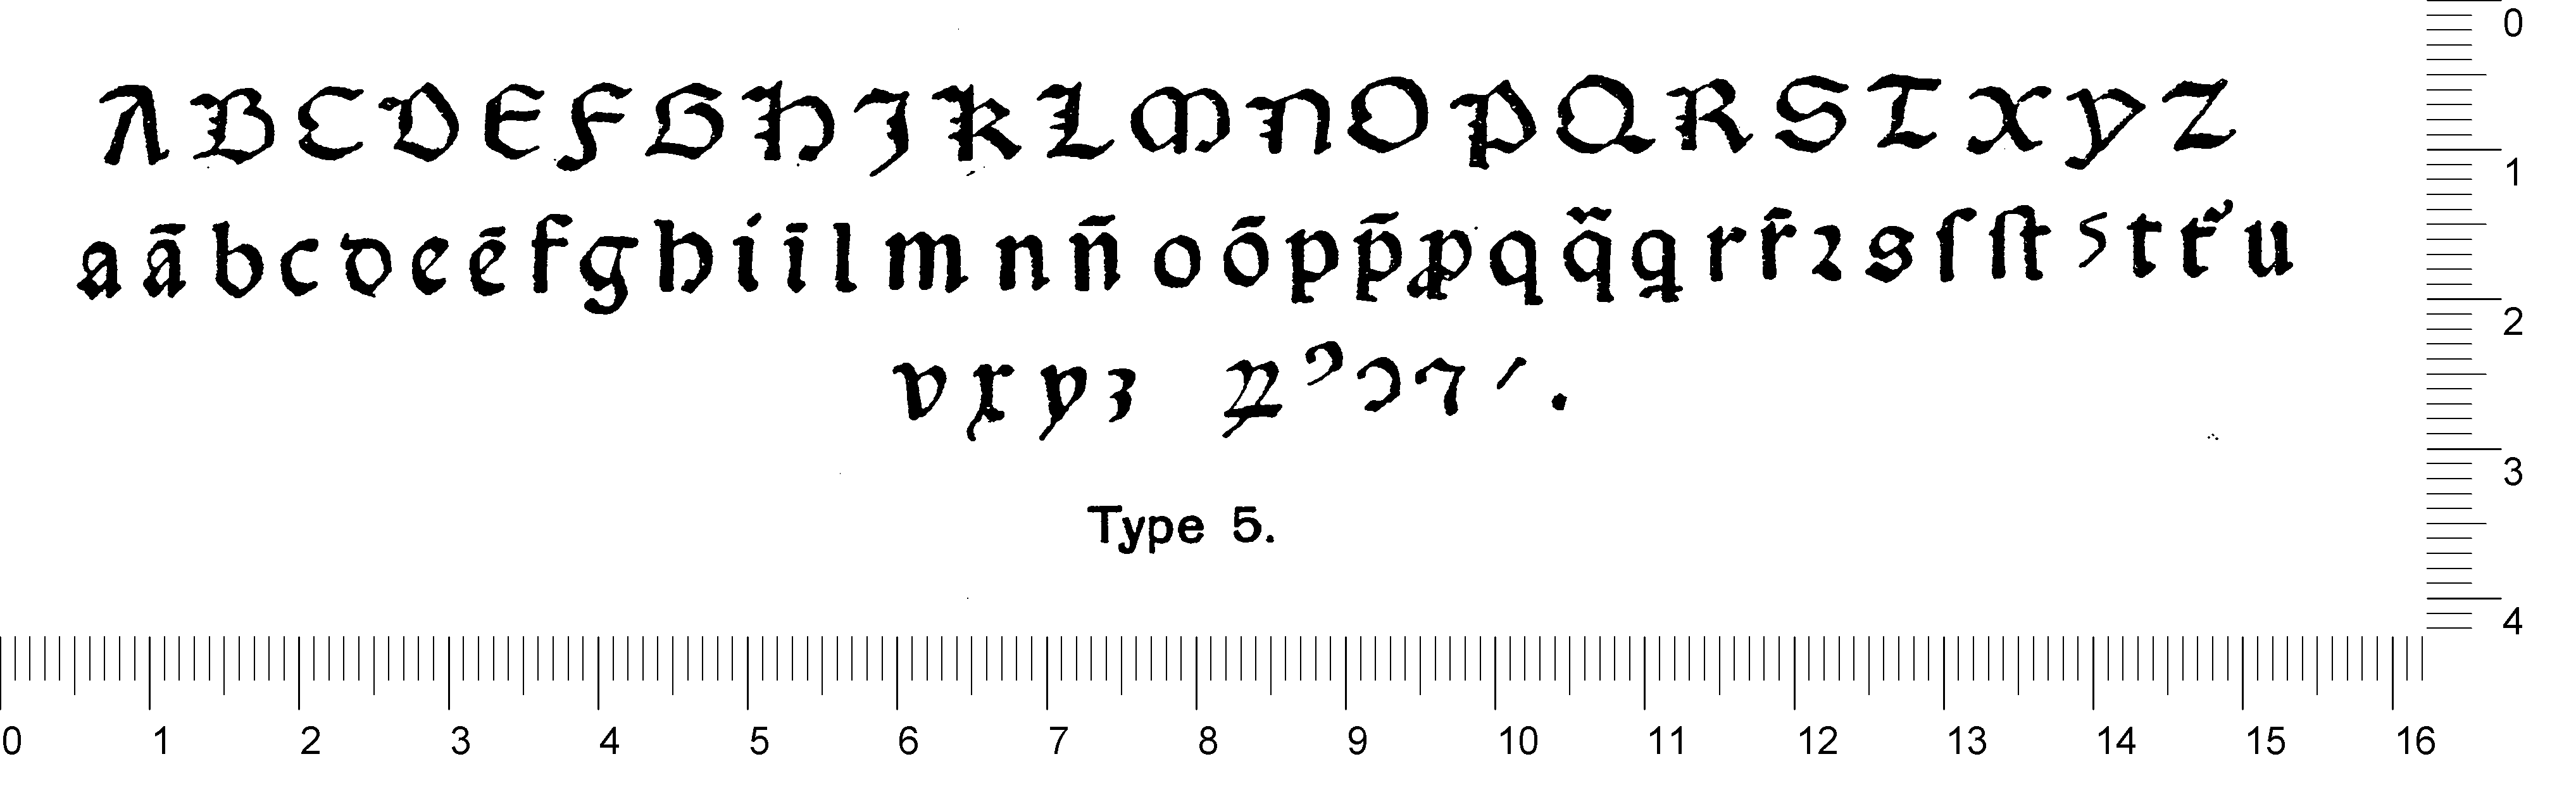 A B C D E F G H I K L M N O P Q R S T X Y Z
a ā b c d e ē f g h i ī l m n n̄ o ō p p̄ ꝓ q q̃ ꝗ r r̄ ꝛ s ſ ſt ⸌ t t᷑ u
v x y ꝫ ꝝ ꝰ ꝯ ⁊ ⸍ .
Type 5.
0
1
2
3
4
0 1 2 3 4 5 6 7 8 9 10 11 12 13 14 15 16